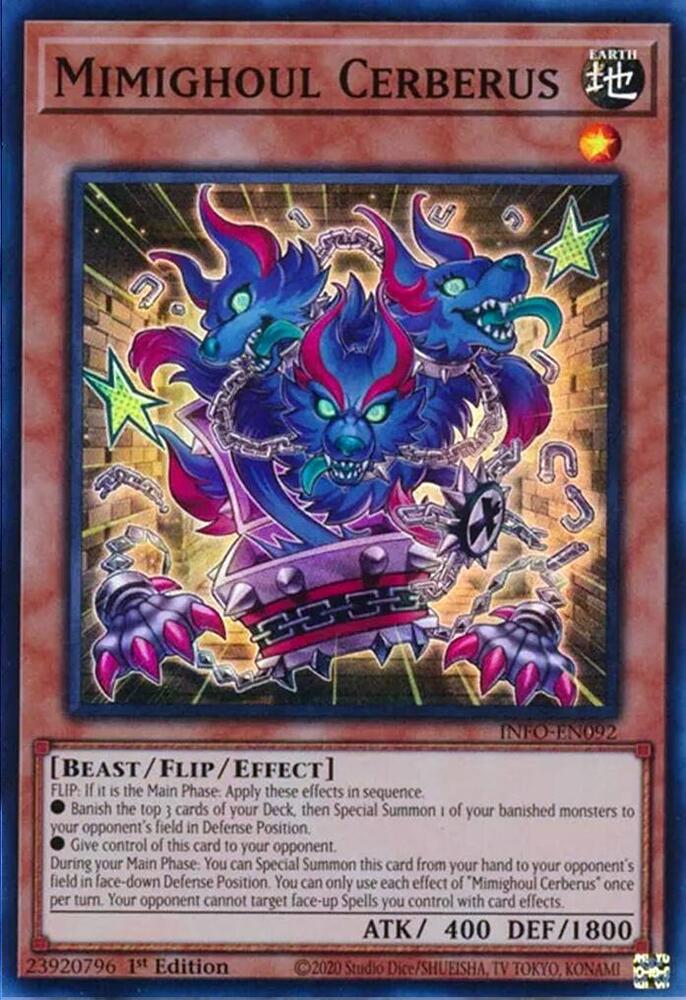 MIMIGHOUL CERBERUS
EARTH
地
INFO-EN092
[BEAST/FLIP/EFFECT]
FLIP: If it is the Main Phase: Apply these effects in sequence.
● Banish the top 3 cards of your Deck, then Special Summon 1 of your banished monsters to
your opponent's field in Defense Position.
● Give control of this card to your opponent.
During your Main Phase: You can Special Summon this card from your hand to your opponent's
field in face-down Defense Position. You can only use each effect of "Mimighoul Cerberus" once
per turn. Your opponent cannot target face-up Spells you control with card effects.
ATK/ 400 DEF/1800
23920796 1st Edition ©2020 Studio Dice/SHUEISHA, TV TOKYO, KONAMI